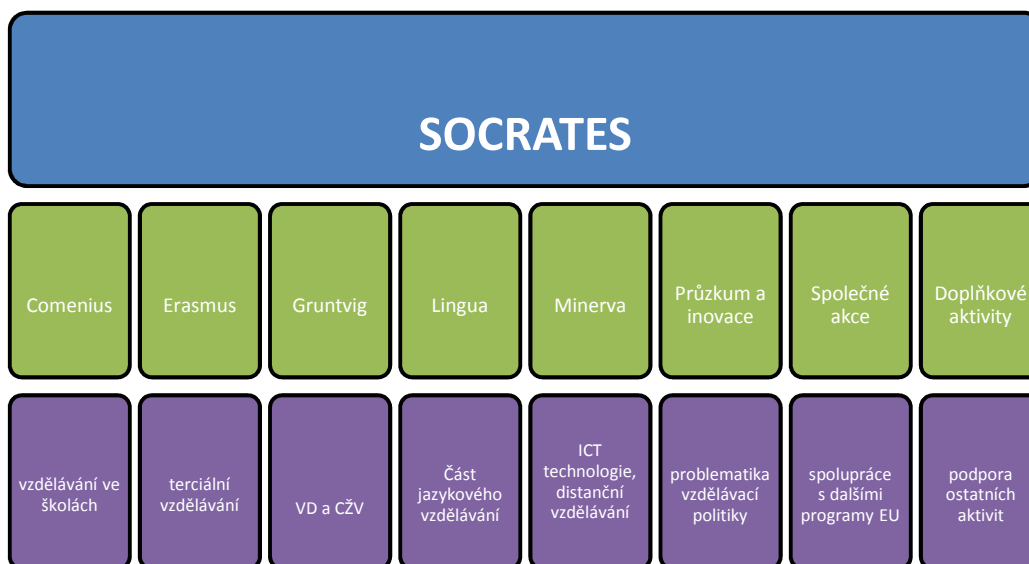 SOCRATES
Comenius
Erasmus
Gruntvig
Lingua
Minerva
Průzkum a
inovace
Společné
akce
Doplňkové
aktivity
vzdělávání ve
školách
terciální
vzdělávání
VD a CŽV
Část
jazykového
vzdělávání
ICT
technologie,
distanční
vzdělávání
problematika
vzdělávací
politiky
spolupráce
s dalšími
programy EU
podpora
ostatních
aktivit